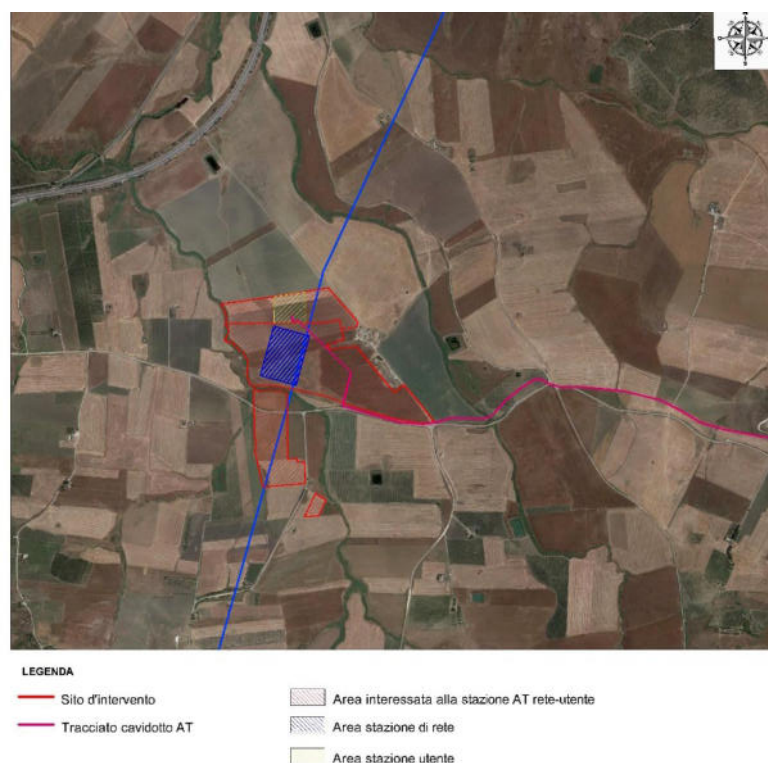 LEGENDA
Sito d'intervento
Tracciato cavidotto AT
Area interessata alla stazione AT rete-utente
Area stazione di rete
Area stazione utente